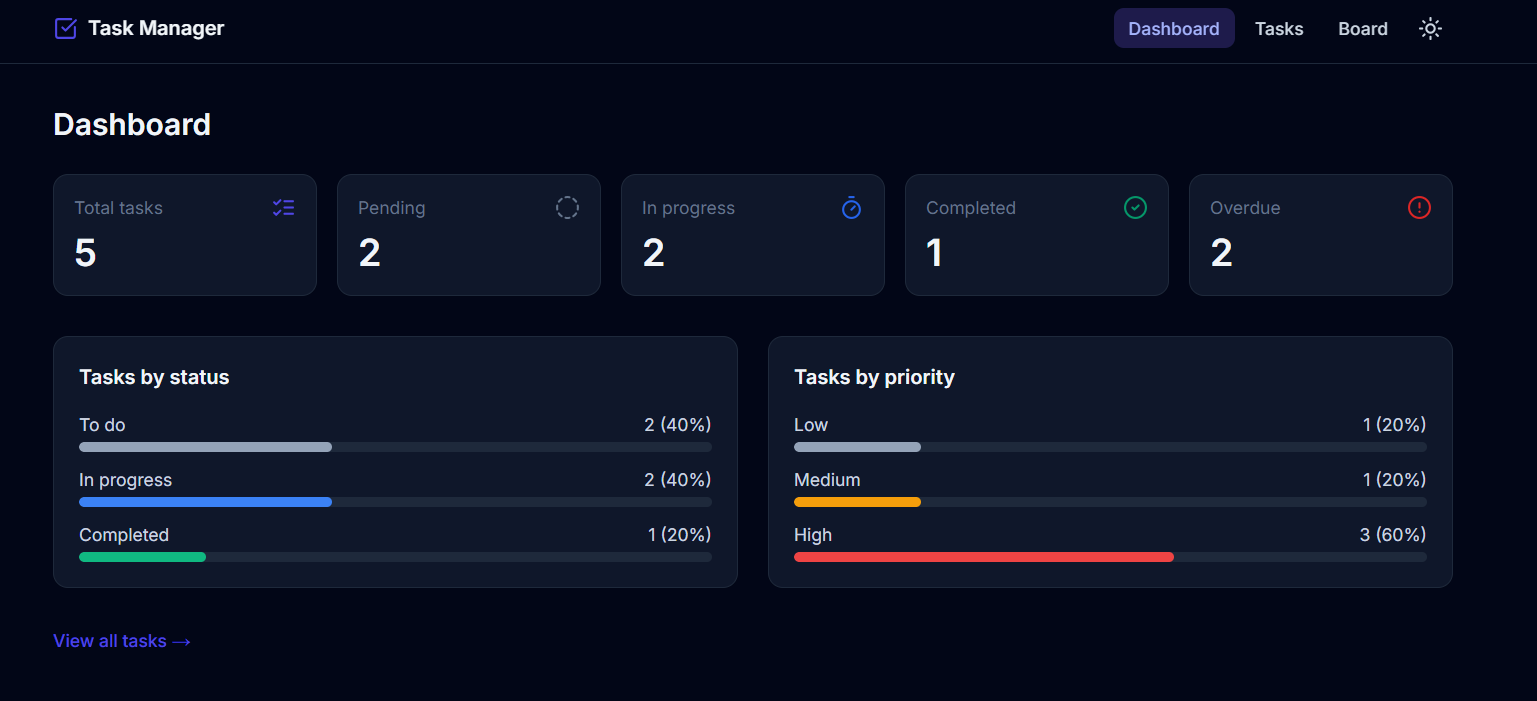 Task Manager
Dashboard Tasks Board
Dashboard
Total tasks
5
Pending
2
In progress
2
Completed
1
Overdue
2
Tasks by status
To do 2 (40%)
In progress 2 (40%)
Completed 1 (20%)
Tasks by priority
Low 1 (20%)
Medium 1 (20%)
High 3 (60%)
View all tasks →